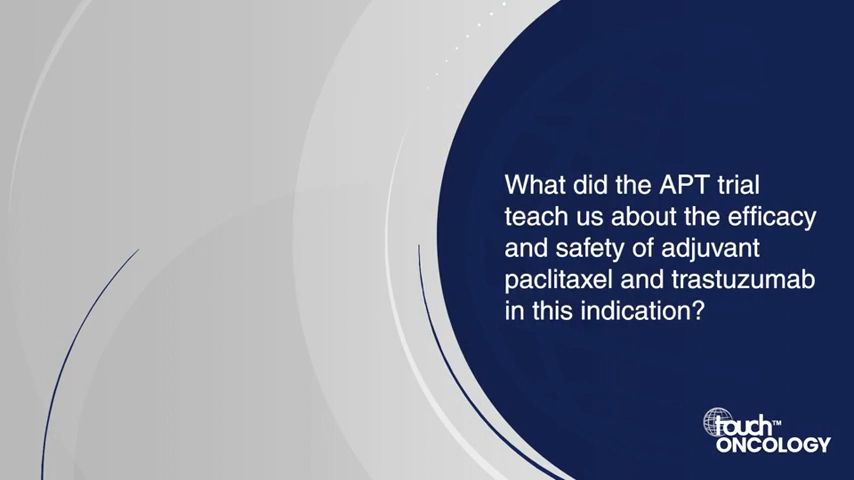 What did the APT trial
teach us about the efficacy
and safety of adjuvant
paclitaxel and trastuzumab
in this indication?
touch™
ONCOLOGY